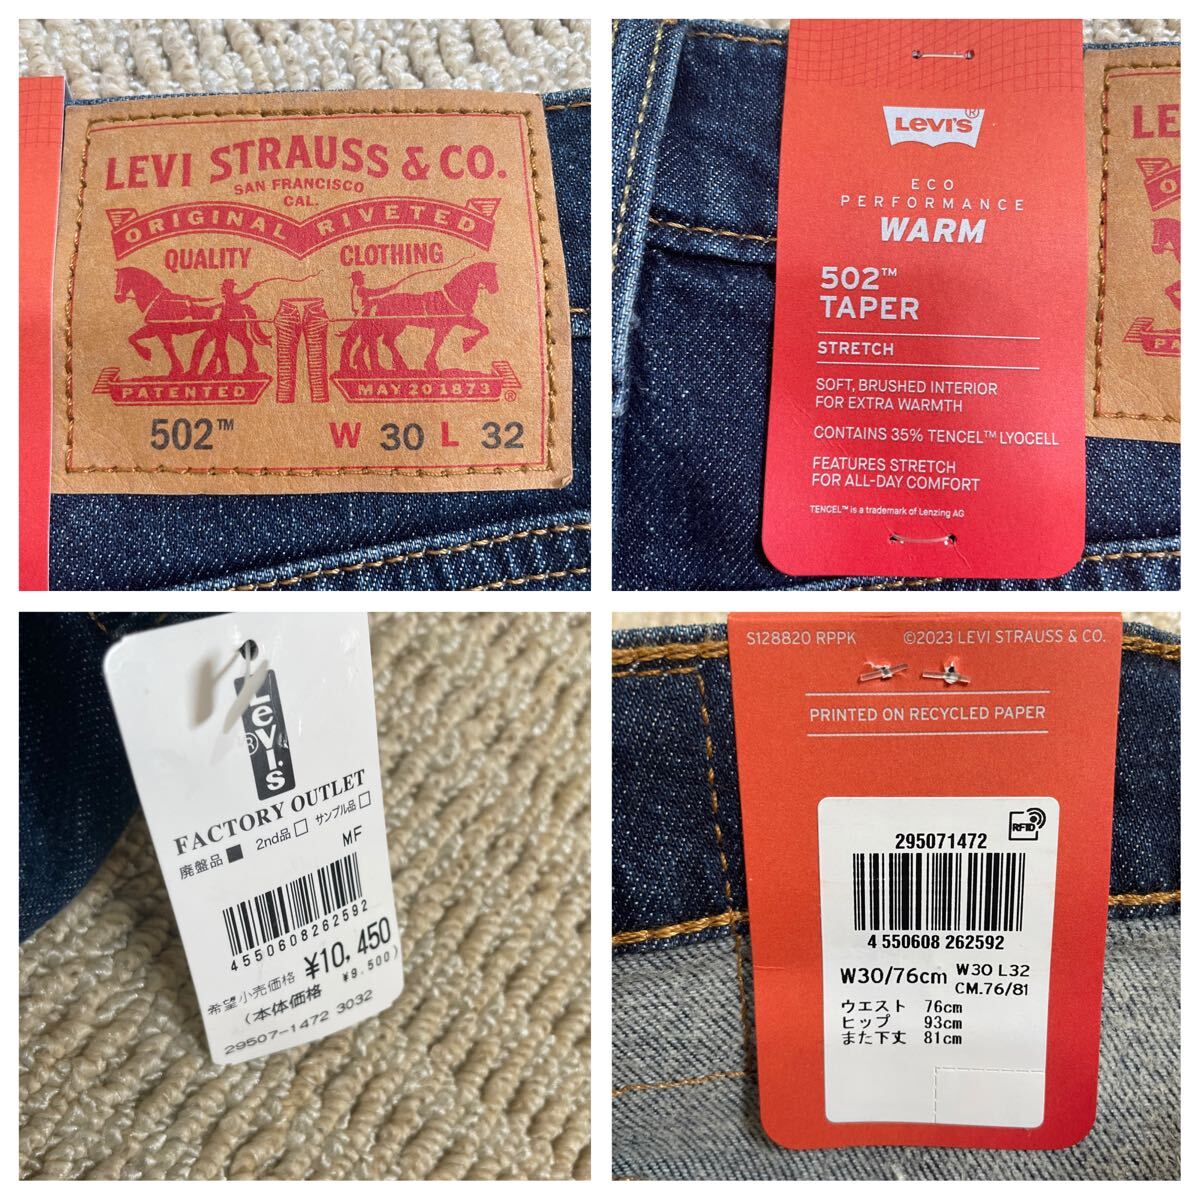 LEVI STRAUSS & CO.
SAN FRANCISCO
CAL.
ORIGINAL RIVETED
QUALITY CLOTHING
PATENTED MAY 20 1873 ®
502™ W 30 L 32
Levi's®
ECO
PERFORMANCE
WARM
502™
TAPER
STRETCH
SOFT, BRUSHED INTERIOR
FOR EXTRA WARMTH
CONTAINS 35% TENCEL™ LYOCELL
FEATURES STRETCH
FOR ALL-DAY COMFORT
TENCEL™ is a trademark of Lenzing AG
LE
PA
Levi's®
FACTORY OUTLET
廃盤品■ 2nd品□ サンプル品□
MF
4550608262592
希望小売価格 ¥10,450
(本体価格 ¥9,500)
29507-1472 3032
S128820 RPPK ©2023 LEVI STRAUSS & CO.
PRINTED ON RECYCLED PAPER
RFID
295071472
4 550608 262592
W30/76cm W30 L32
CM.76/81
ウエスト 76cm
ヒップ 93cm
また下丈 81cm